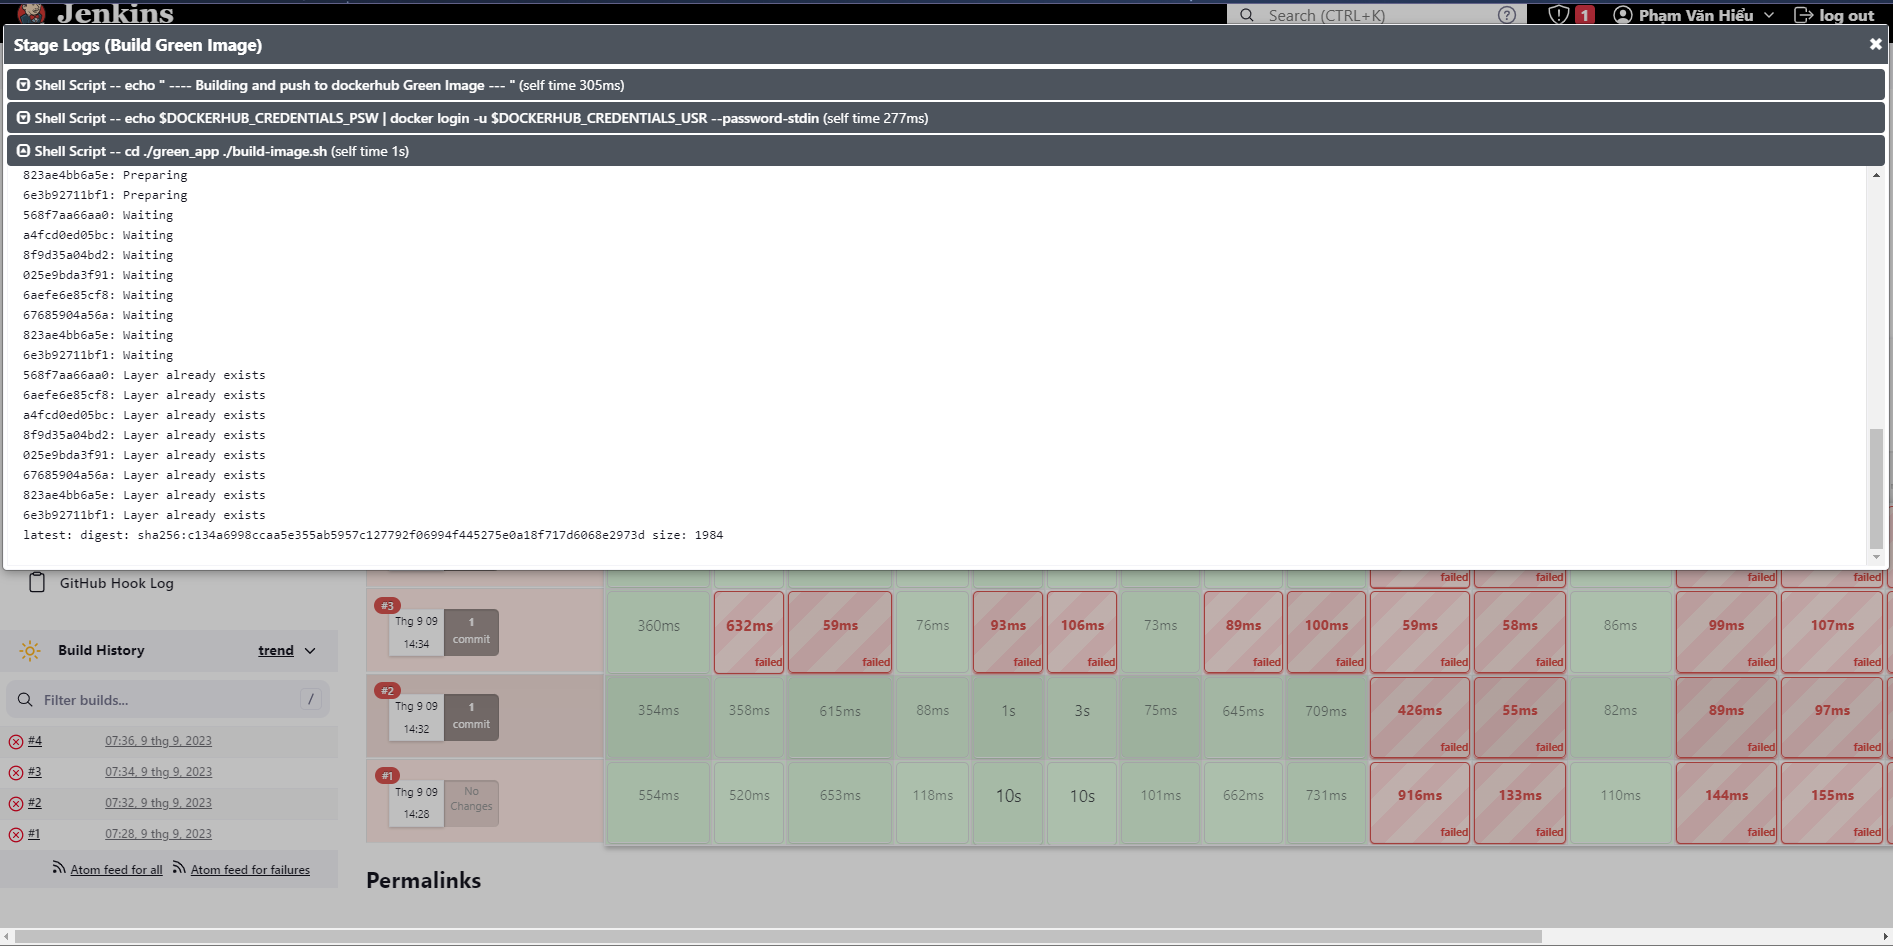 Jenkins
Search (CTRL+K)
?
1
Phạm Văn Hiểu
log out
Stage Logs (Build Green Image)
Shell Script -- echo " ---- Building and push to dockerhub Green Image --- " (self time 305ms)
Shell Script -- echo $DOCKERHUB_CREDENTIALS_PSW | docker login -u $DOCKERHUB_CREDENTIALS_USR --password-stdin (self time 277ms)
Shell Script -- cd ./green_app ./build-image.sh (self time 1s)
823ae4bb6a5e: Preparing
6e3b92711bf1: Preparing
568f7aa66aa0: Waiting
a4fcd0ed05bc: Waiting
8f9d35a04bd2: Waiting
025e9bda3f91: Waiting
6aefe6e85cf8: Waiting
67685904a56a: Waiting
823ae4bb6a5e: Waiting
6e3b92711bf1: Waiting
568f7aa66aa0: Layer already exists
6aefe6e85cf8: Layer already exists
a4fcd0ed05bc: Layer already exists
8f9d35a04bd2: Layer already exists
025e9bda3f91: Layer already exists
67685904a56a: Layer already exists
823ae4bb6a5e: Layer already exists
6e3b92711bf1: Layer already exists
latest: digest: sha256:c134a6998ccaa5e355ab5957c127792f06994f445275e0a18f717d6068e2973d size: 1984
GitHub Hook Log
Build History
trend
Filter builds...
/
#4 07:36, 9 thg 9, 2023
#3 07:34, 9 thg 9, 2023
#2 07:32, 9 thg 9, 2023
#1 07:28, 9 thg 9, 2023
Atom feed for all Atom feed for failures
failed failed failed failed
#3
Thg 9 09
14:34
1
commit
360ms 632ms 59ms 76ms 93ms 106ms 73ms 89ms 100ms 59ms 58ms 86ms 99ms 107ms
failed failed failed failed failed failed failed failed failed failed
#2
Thg 9 09
14:32
1
commit
354ms 358ms 615ms 88ms 1s 3s 75ms 645ms 709ms 426ms 55ms 82ms 89ms 97ms
failed failed failed failed
#1
Thg 9 09
14:28
No
Changes
554ms 520ms 653ms 118ms 10s 10s 101ms 662ms 731ms 916ms 133ms 110ms 144ms 155ms
failed failed failed failed
Permalinks